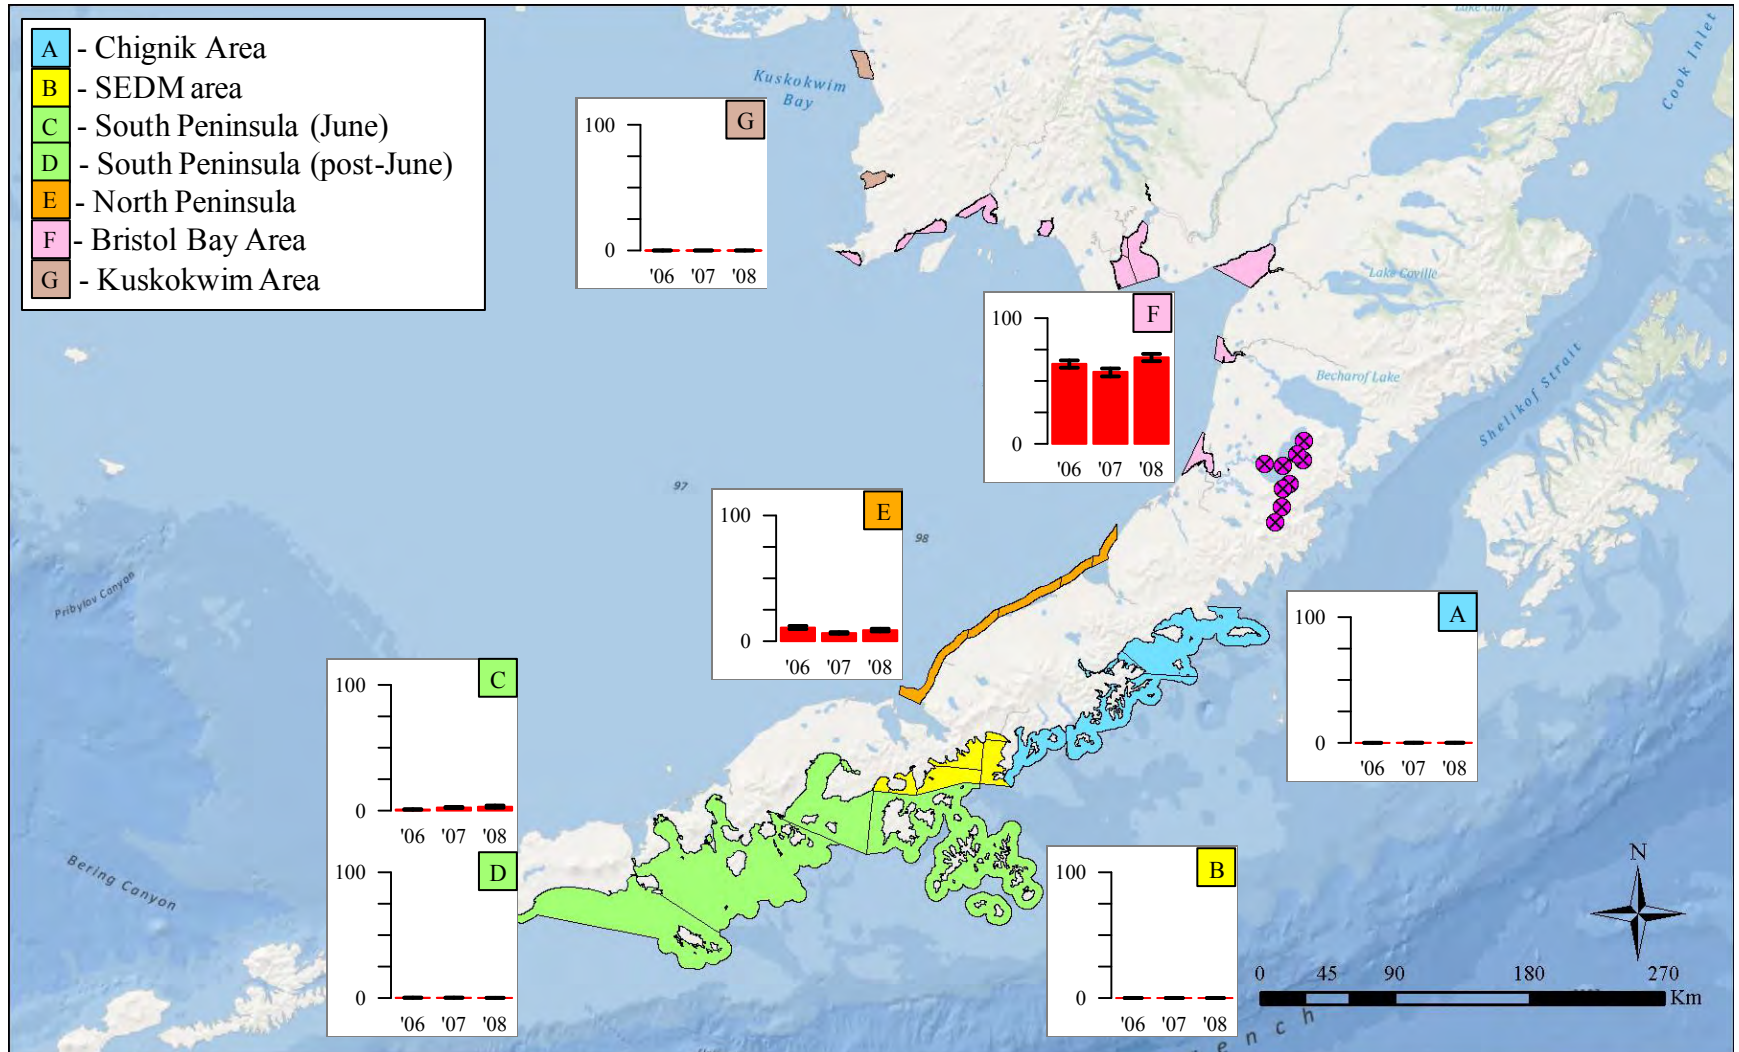 A - Chignik Area
B - SEDM area
C - South Peninsula (June)
D - South Peninsula (post-June)
E - North Peninsula
F - Bristol Bay Area
G - Kuskokwim Area
Lake Clark
Cook Inlet
Kuskokwim
Bay
G
100
0
'06 '07 '08
Lake Coville
F
100
0
'06 '07 '08
Becharof Lake
Shelikof Strait
97
98
E
100
0
'06 '07 '08
Pribylov Canyon
A
100
0
'06 '07 '08
C
100
0
'06 '07 '08
Bering Canyon
D
100
0
'06 '07 '08
B
100
0
'06 '07 '08
N
0 45 90 180 270
Km
e n c h